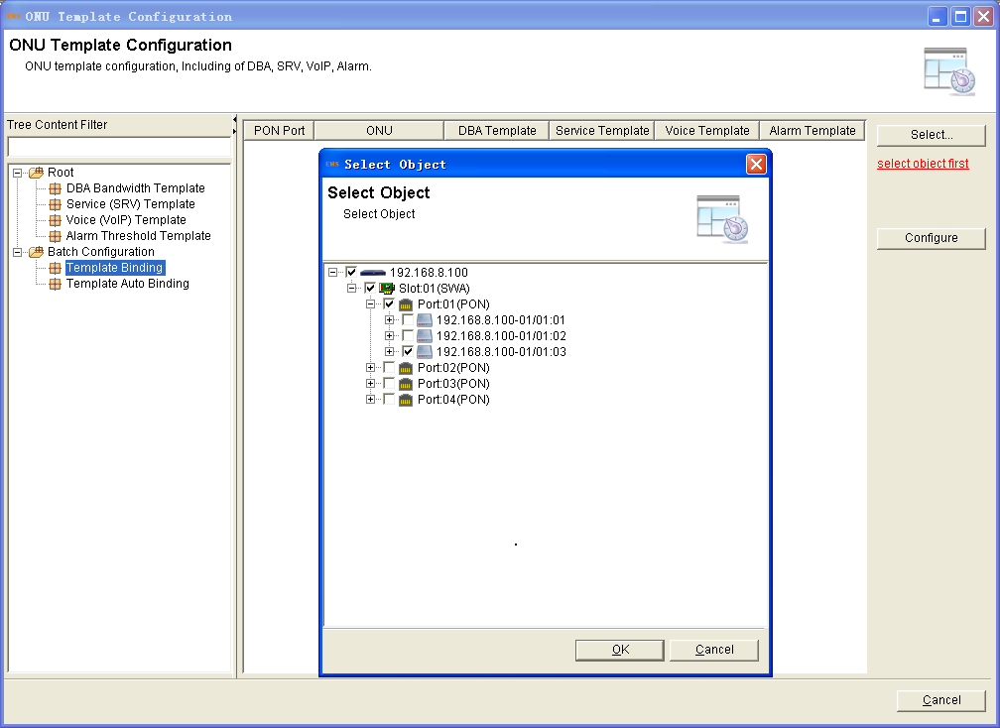 ONU Template Configuration
ONU Template Configuration
ONU template configuration, Including of DBA, SRV, VoIP, Alarm.
Tree Content Filter
Root
DBA Bandwidth Template
Service (SRV) Template
Voice (VoIP) Template
Alarm Threshold Template
Batch Configuration
Template Binding
Template Auto Binding
PON Port ONU DBA Template Service Template Voice Template Alarm Template
Select...
select object first
Configure
Select Object
Select Object
Select Object
192.168.8.100
Slot:01(SWA)
Port:01(PON)
192.168.8.100-01/01:01
192.168.8.100-01/01:02
192.168.8.100-01/01:03
Port:02(PON)
Port:03(PON)
Port:04(PON)
OK Cancel
Cancel